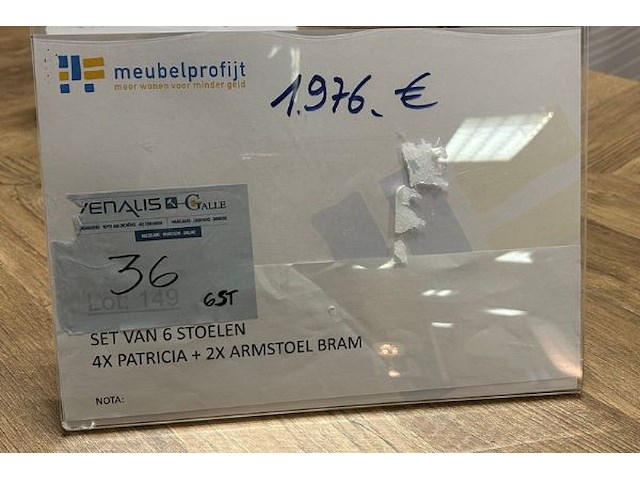 meubelprofijt
meer wonen voor minder geld
1.976.- €
VENALIS GALLE
36
Lot: 149
6ST
SET VAN 6 STOELEN
4X PATRICIA + 2X ARMSTOEL BRAM
NOTA: